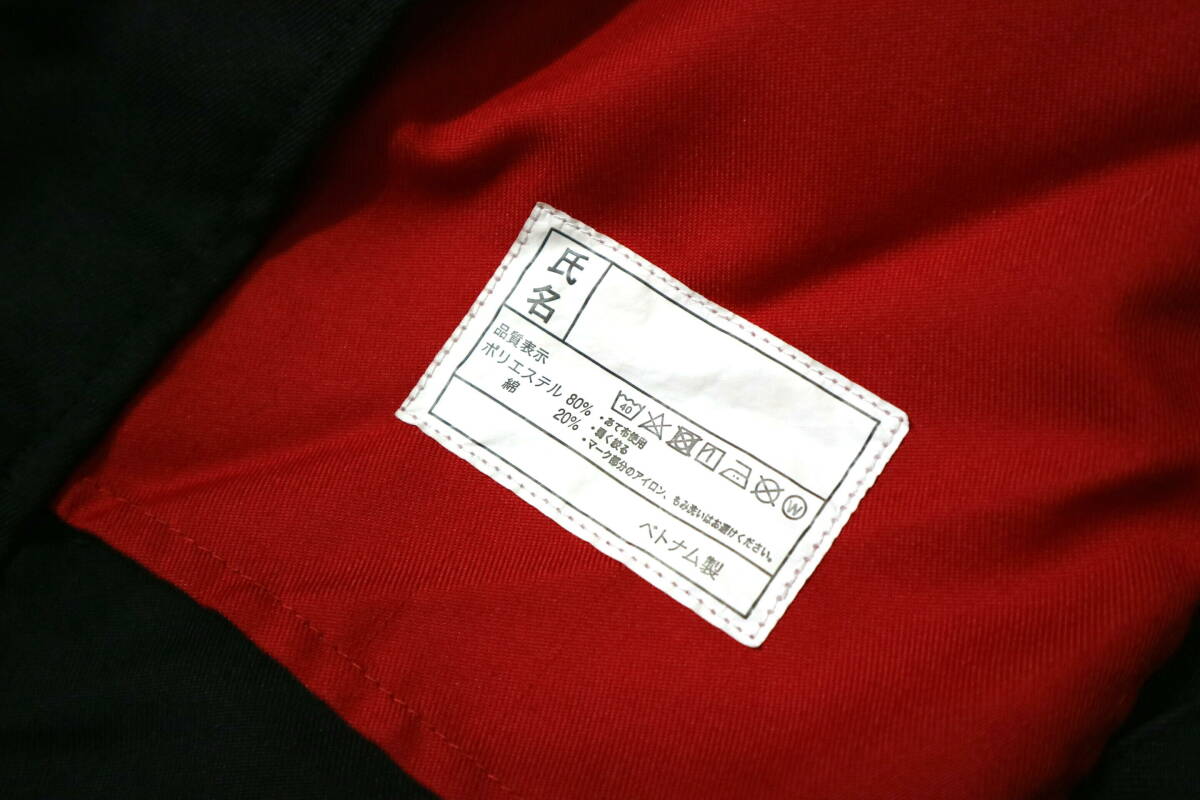 氏名
品質表示
ポリエステル 80%
綿 20%
40
・あて布使用
・弱く絞る
・マーク部分のアイロン、もみ洗いはお避けください。
W
ベトナム製